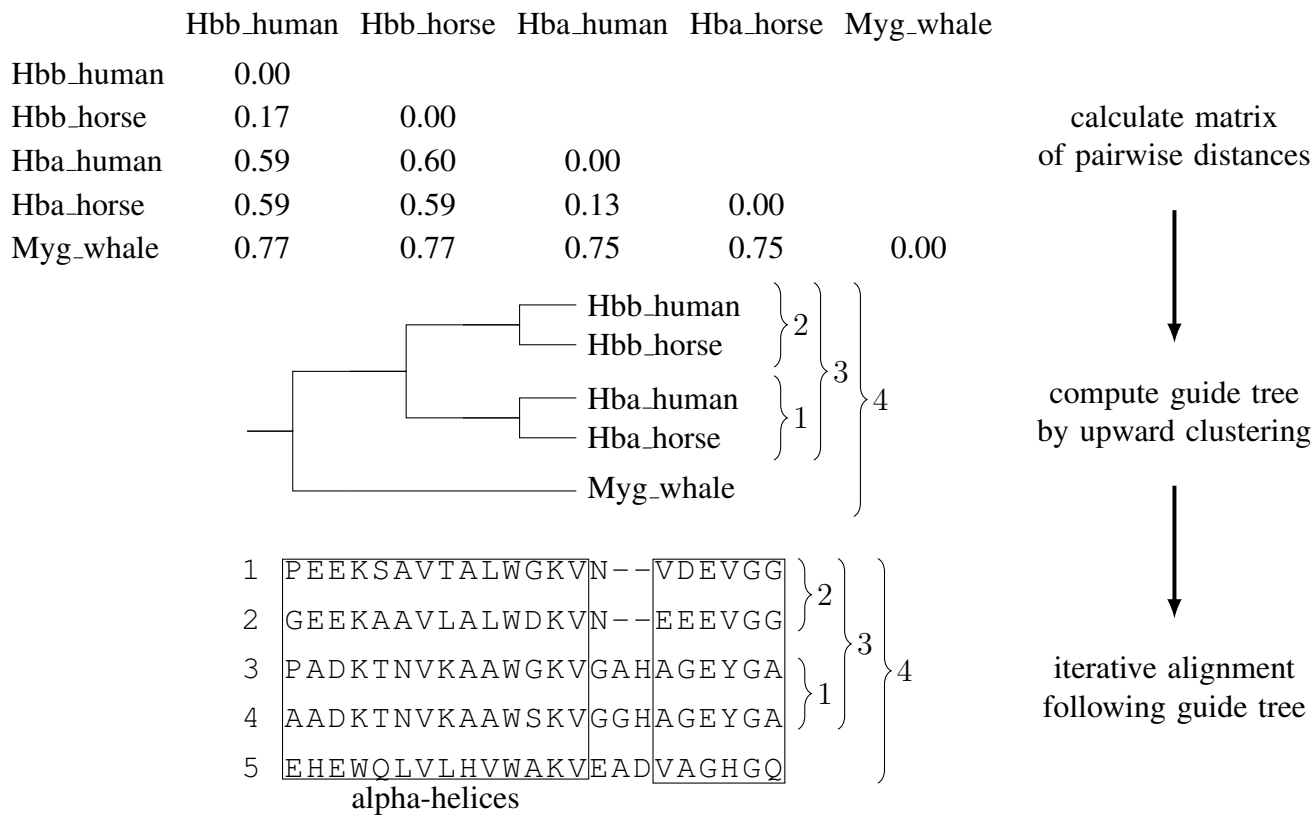 Hbb_human Hbb_horse Hba_human Hba_horse Myg_whale
Hbb_human 0.00
Hbb_horse 0.17 0.00
Hba_human 0.59 0.60 0.00
Hba_horse 0.59 0.59 0.13 0.00
Myg_whale 0.77 0.77 0.75 0.75 0.00
calculate matrix
of pairwise distances
Hbb_human
2
Hbb_horse
3
Hba_human
4
1
Hba_horse
Myg_whale
compute guide tree
by upward clustering
1 PEEKSAVTALWGKVN--VDEVGG
2
2 GEEKAAVLALWDKVN--EEEVGG
3
3 PADKTNVKAAWGKVGAHAGEYGA
4
1
4 AADKTNVKAAWSKVGGHAGEYGA
5 EHEWQLVLHVWAKVEADVAGHGQ
alpha-helices
iterative alignment
following guide tree